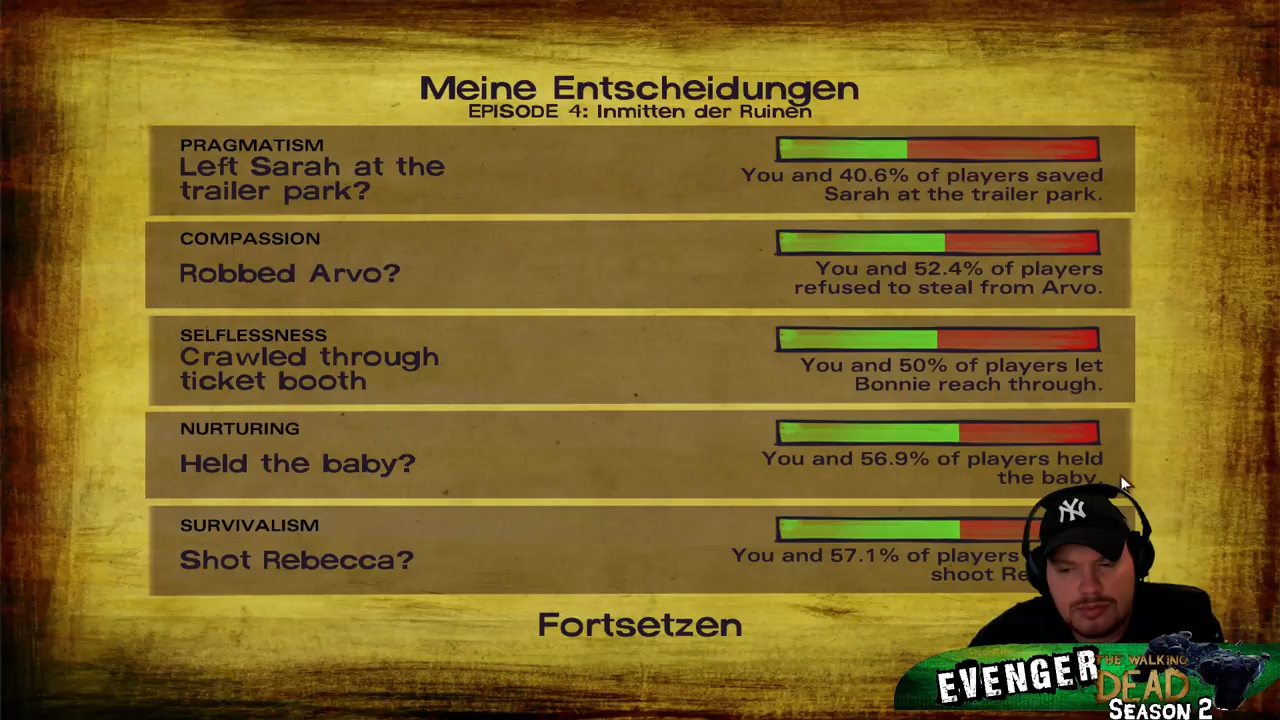 Meine Entscheidungen
EPISODE 4: Inmitten der Ruinen
PRAGMATISM
Left Sarah at the
trailer park?
You and 40.6% of players saved
Sarah at the trailer park.
COMPASSION
Robbed Arvo?
You and 52.4% of players
refused to steal from Arvo.
SELFLESSNESS
Crawled through
ticket booth
You and 50% of players let
Bonnie reach through.
NURTURING
Held the baby?
You and 56.9% of players held
the baby.
SURVIVALISM
Shot Rebecca?
You and 57.1% of players
shoot
Fortsetzen
NY
EVENGER
THE WALKING
DEAD
SEASON 2